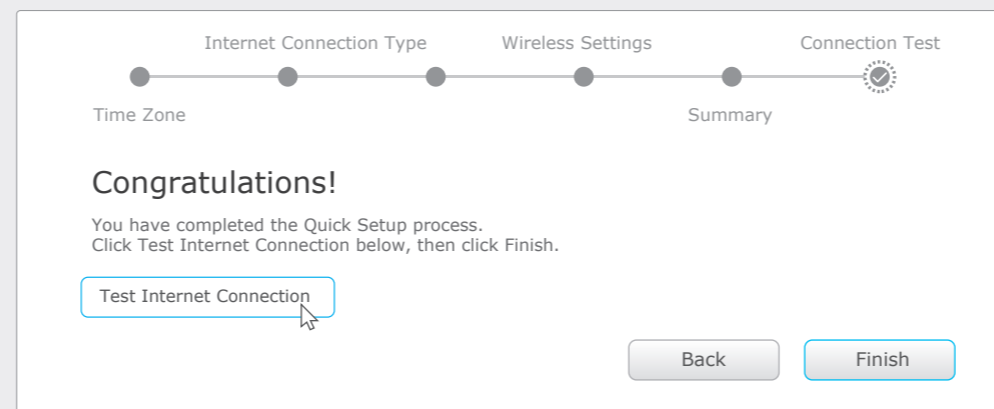 Internet Connection Type
Wireless Settings
Connection Test
Time Zone
Summary
Congratulations!
You have completed the Quick Setup process.
Click Test Internet Connection below, then click Finish.
Test Internet Connection
Back
Finish